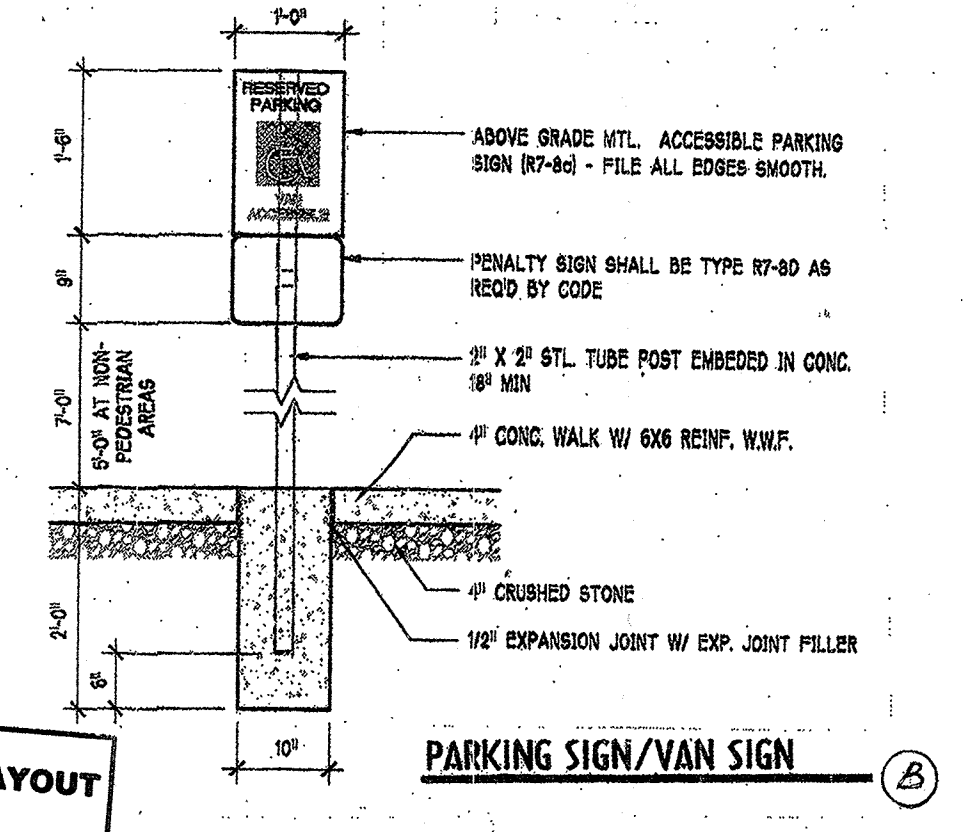 1'-0"
RESERVED
PARKING
VAN
ACCESSIBLE
1'-6"
ABOVE GRADE MTL. ACCESSIBLE PARKING
SIGN (R7-8d) - FILE ALL EDGES SMOOTH.
9"
PENALTY SIGN SHALL BE TYPE R7-8D AS
REQ'D BY CODE
2" X 2" STL. TUBE POST EMBEDED IN CONC.
18" MIN
7'-0"
5'-0" AT NON-
PEDESTRIAN
AREAS
4" CONC. WALK W/ 6X6 REINF. W.W.F.
4" CRUSHED STONE
1/2" EXPANSION JOINT W/ EXP. JOINT FILLER
2'-0"
6"
10"
PARKING SIGN/VAN SIGN
B
AYOUT